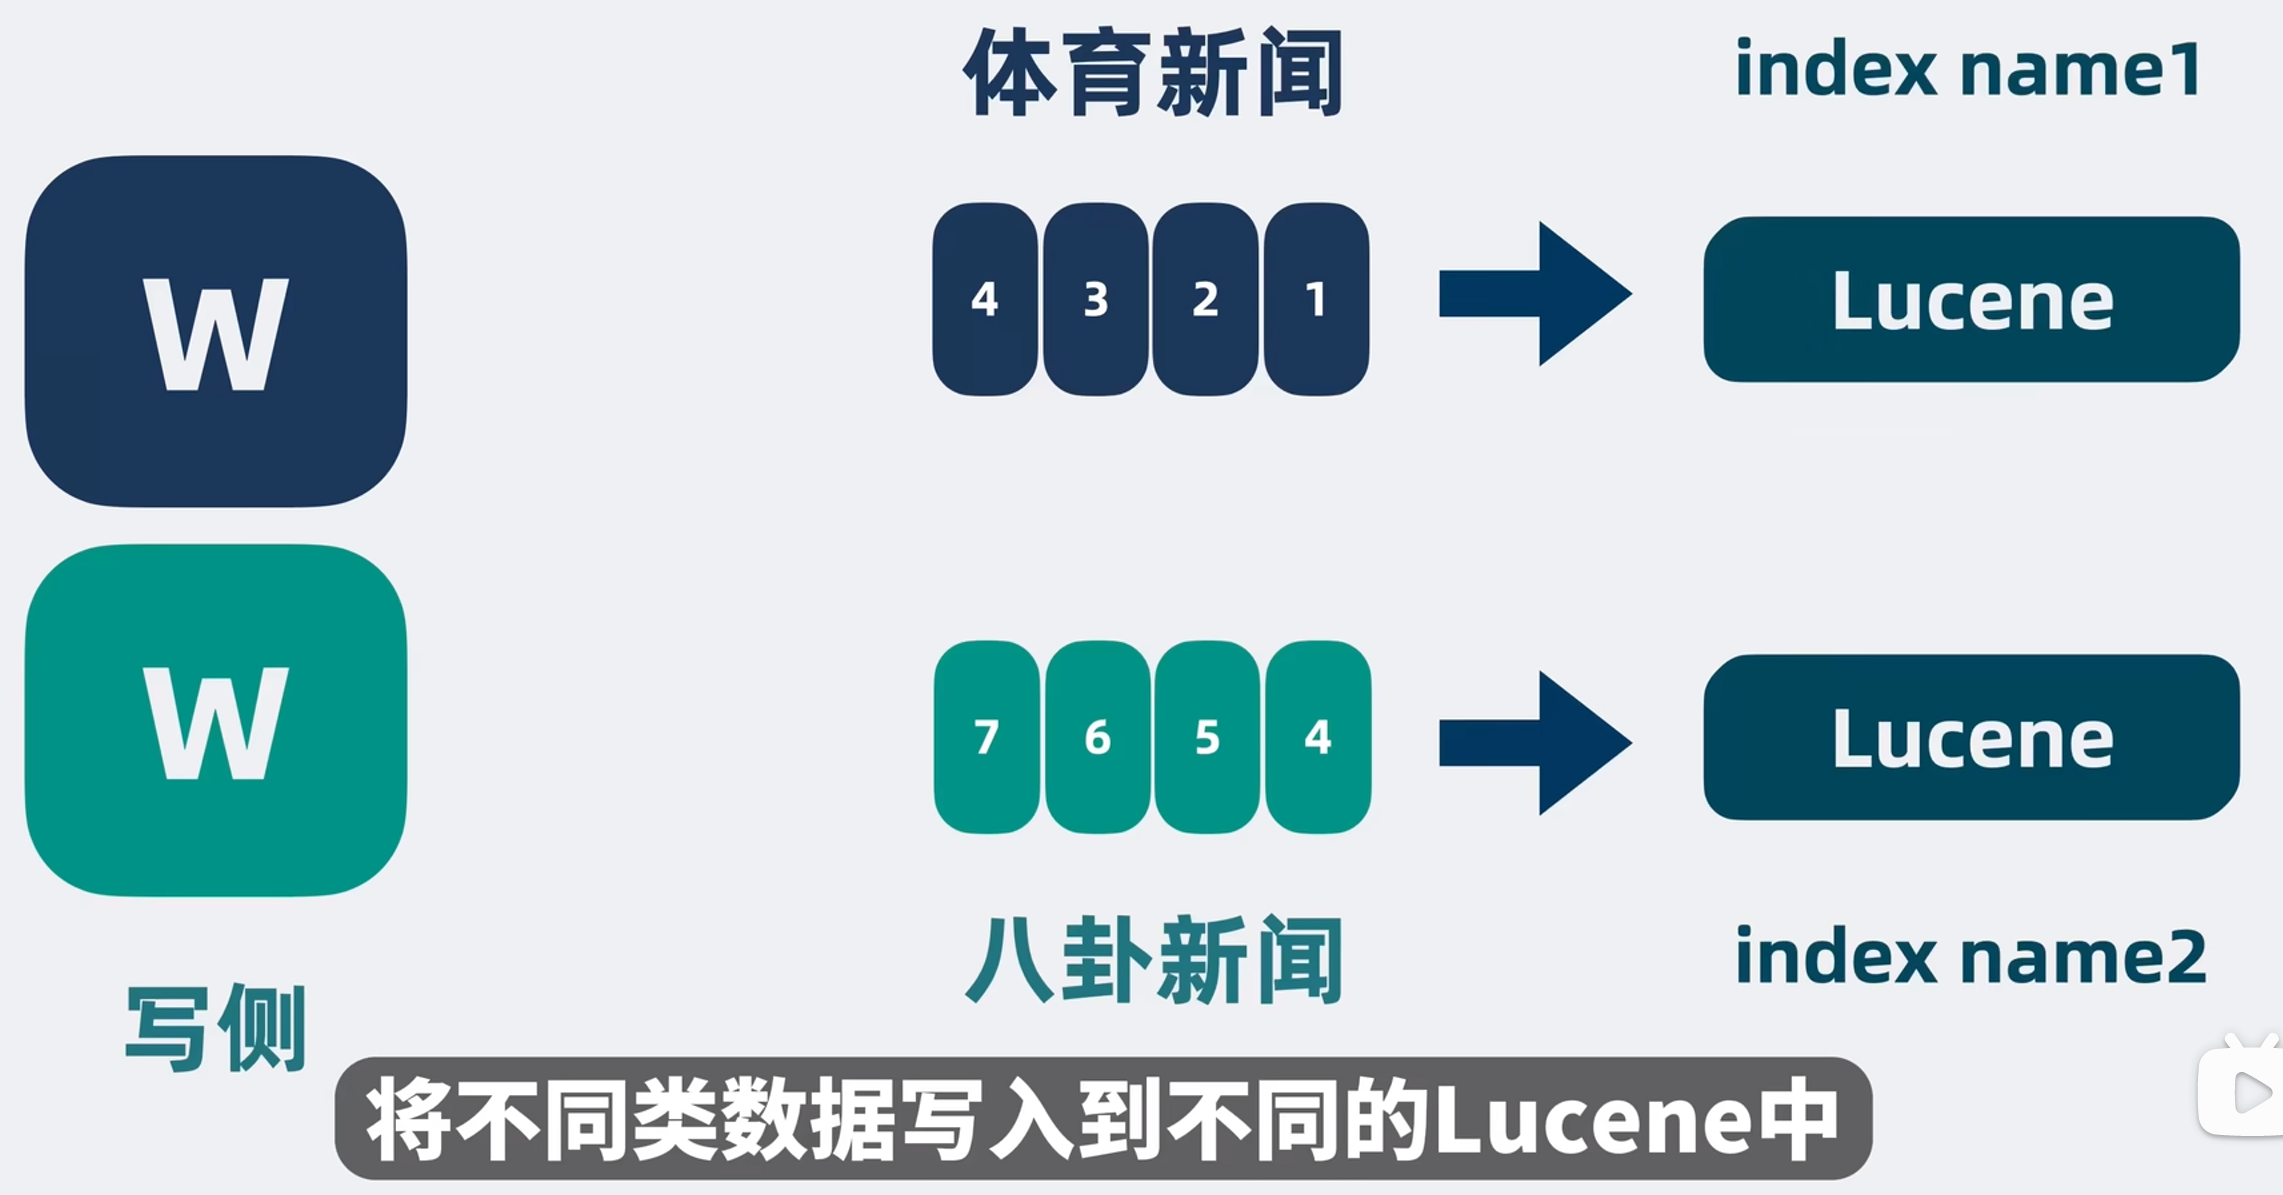 体育新闻
index name1
W
4 3 2 1
Lucene
W
7 6 5 4
Lucene
八卦新闻
index name2
写侧
将不同类数据写入到不同的Lucene中